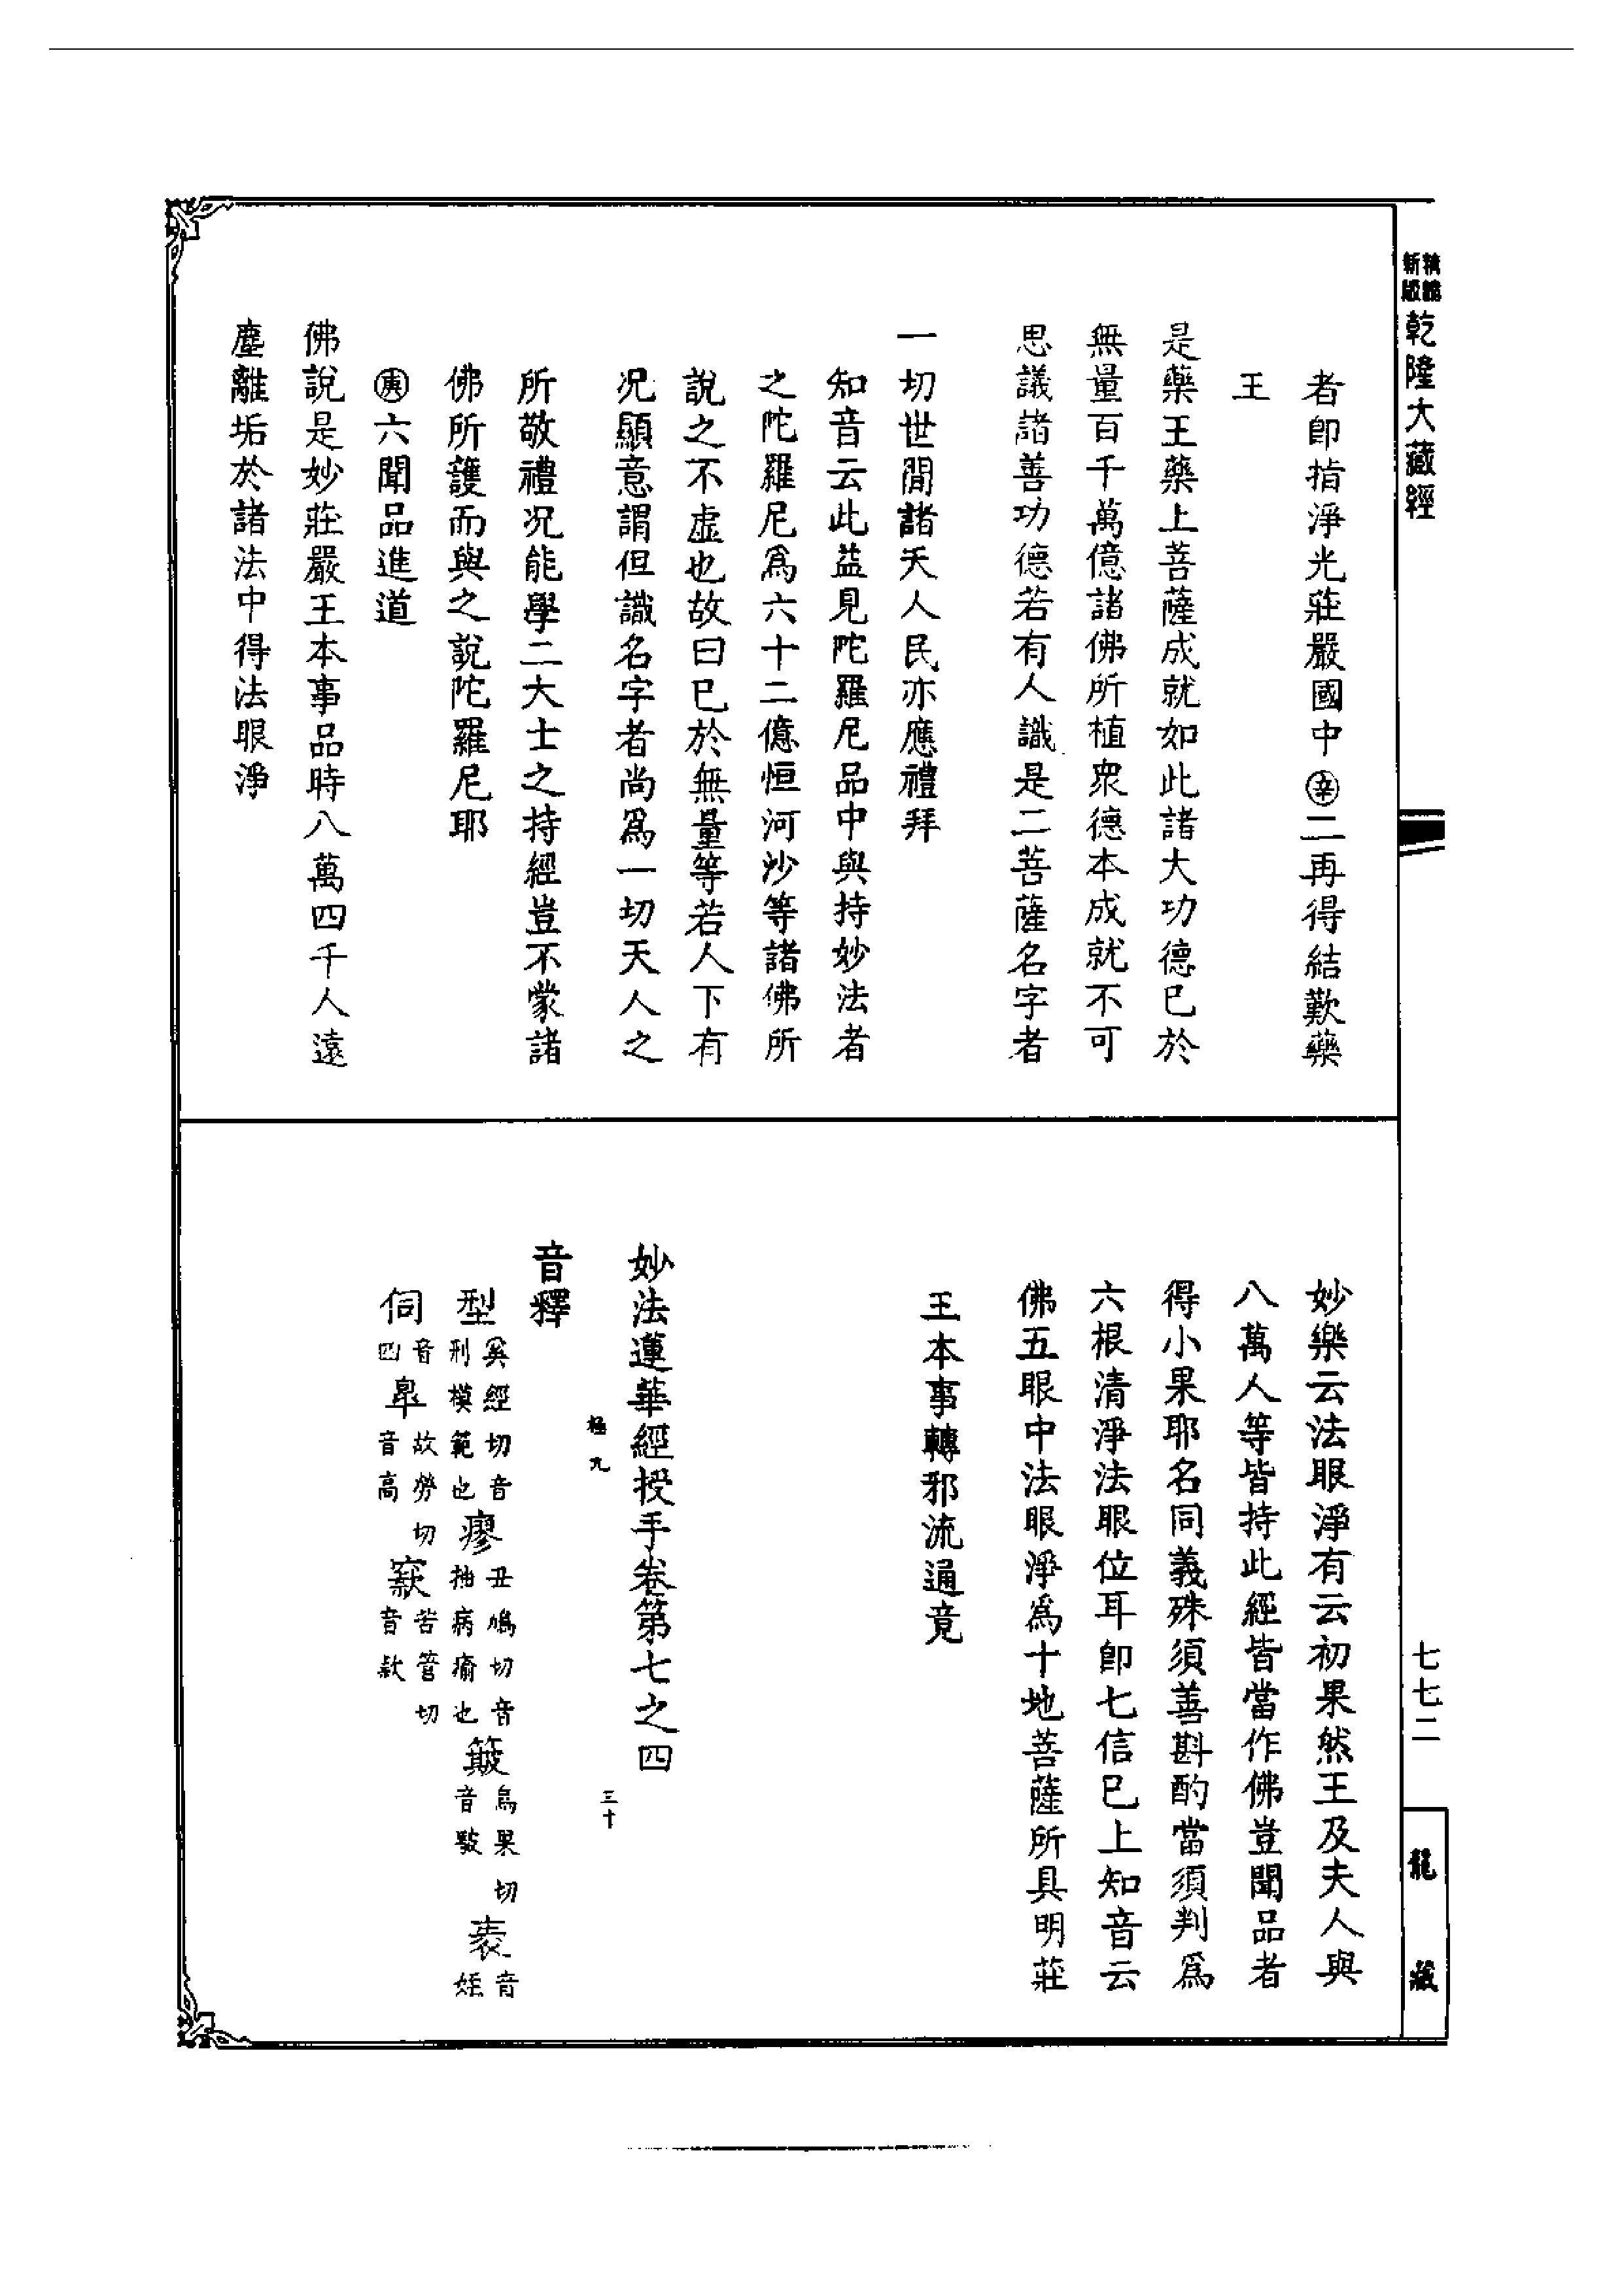 精鐫新版乾隆大藏經
者即指淨光莊嚴國中㊛二再得結歎藥
王
是藥王藥上菩薩成就如此諸大功德已於
無量百千萬億諸佛所植眾德本成就不可
思議諸善功德若有人識是二菩薩名字者
一切世間諸天人民亦應禮拜
知音云此益見陀羅尼品中與持妙法者
之陀羅尼為六十二億恒河沙等諸佛所
說之不虛也故曰已於無量等若人下有
況顯意謂但識名字者尚為一切天人之
所敬禮況能學二大士之持經豈不蒙諸
佛所護而與之說陀羅尼耶
庚六聞品進道
佛說是妙莊嚴王本事品時八萬四千人遠
塵離垢於諸法中得法眼淨
七七二
龍藏
妙樂云法眼淨有云初果然王及夫人與
八萬人等皆持此經皆當作佛豈聞品者
得小果耶名同義殊須善斟酌當須判為
六根清淨法眼位耳即七信已上知音云
佛五眼中法眼淨為十地菩薩所具明莊
王本事轉邪流通竟
妙法蓮華經授手卷第七之四
極九 三十
音釋
型奚經切音刑模範也瘳丑鳩切音抽病瘉也簸烏果切音䮘袤音
伺音四皐故勞切音高窾苦管切音款